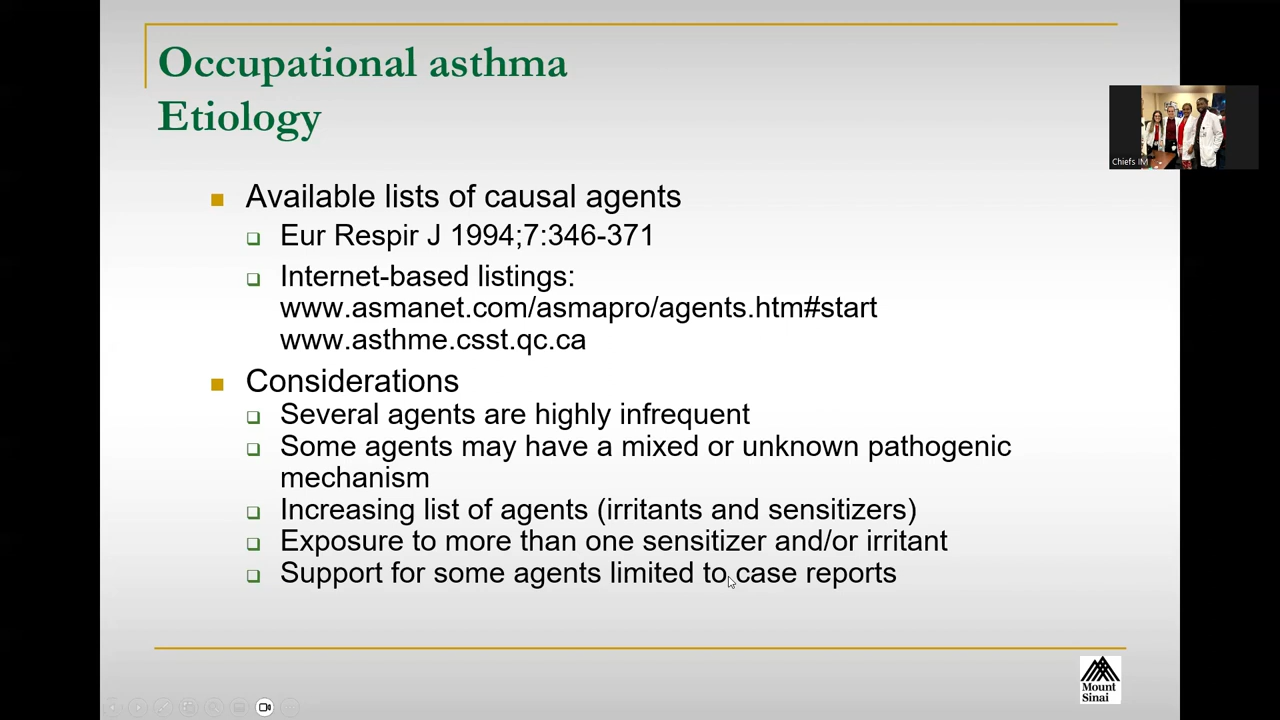 Occupational asthma
Etiology
Chiefs IM
Available lists of causal agents
Eur Respir J 1994;7:346-371
Internet-based listings:
www.asmanet.com/asmapro/agents.htm#start
www.asthme.csst.qc.ca
Considerations
Several agents are highly infrequent
Some agents may have a mixed or unknown pathogenic
mechanism
Increasing list of agents (irritants and sensitizers)
Exposure to more than one sensitizer and/or irritant
Support for some agents limited to case reports
Mount
Sinai